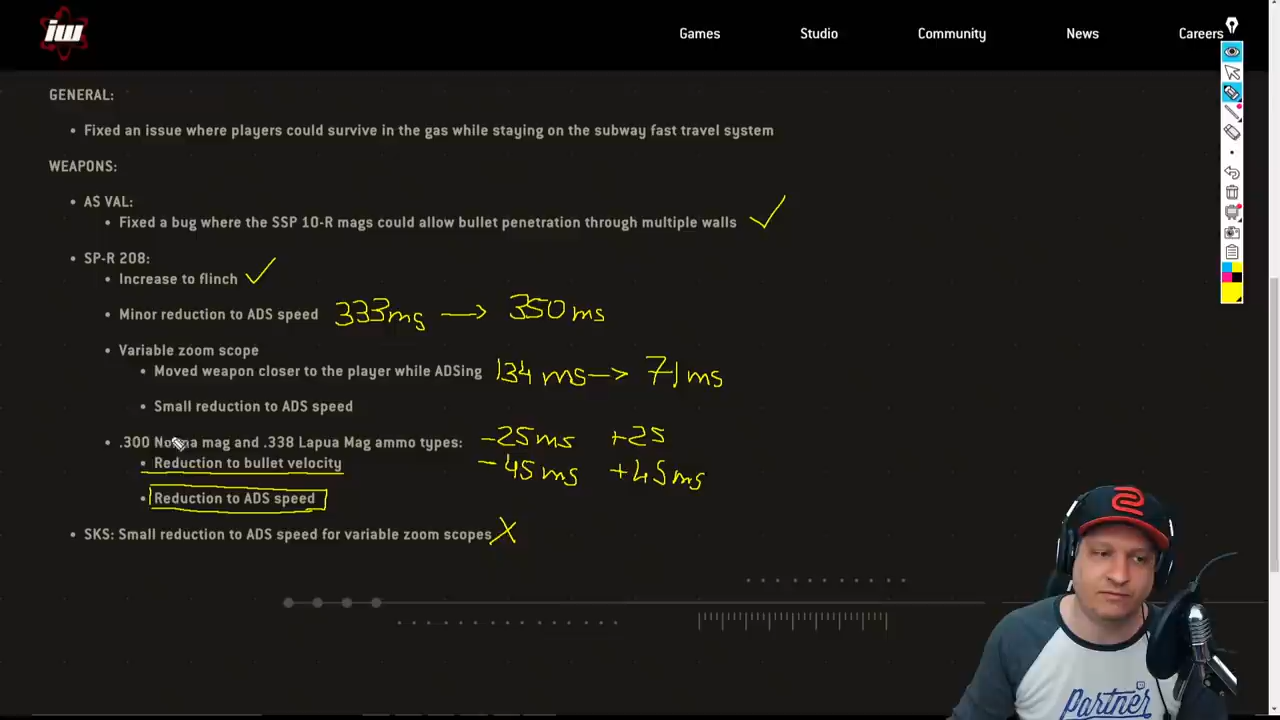 iw
Games Studio Community News Careers
GENERAL:
• Fixed an issue where players could survive in the gas while staying on the subway fast travel system
WEAPONS:
• AS VAL:
• Fixed a bug where the SSP 10-R mags could allow bullet penetration through multiple walls ✓
• SP-R 208:
• Increase to flinch ✓
• Minor reduction to ADS speed 333ms → 350ms
• Variable zoom scope
• Moved weapon closer to the player while ADSing 134 ms → 71 ms
• Small reduction to ADS speed
• .300 Norma mag and .338 Lapua Mag ammo types: -25ms +25
• Reduction to bullet velocity -45ms +45ms
• Reduction to ADS speed
• SKS: Small reduction to ADS speed for variable zoom scopes X
Partner